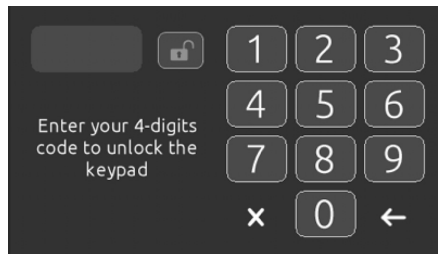 1 2 3
4 5 6
Enter your 4-digits
code to unlock the
keypad
7 8 9
× 0 ←